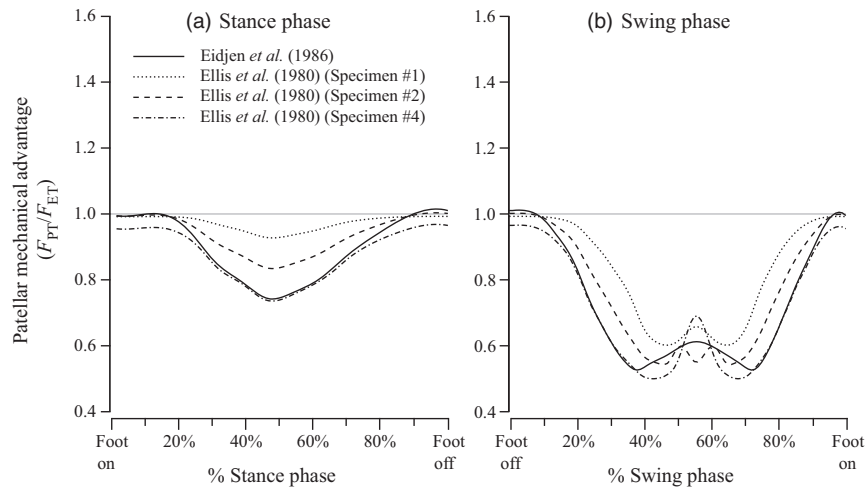 (a) Stance phase
(b) Swing phase
Eidjen et al. (1986)
Ellis et al. (1980) (Specimen #1)
Ellis et al. (1980) (Specimen #2)
Ellis et al. (1980) (Specimen #4)
Patellar mechanical advantage
(FPT/FET)
1.6
1.4
1.2
1.0
0.8
0.6
0.4
Foot on
20%
40%
60%
80%
Foot off
% Stance phase
1.6
1.4
1.2
1.0
0.8
0.6
0.4
Foot off
20%
40%
60%
80%
Foot on
% Swing phase